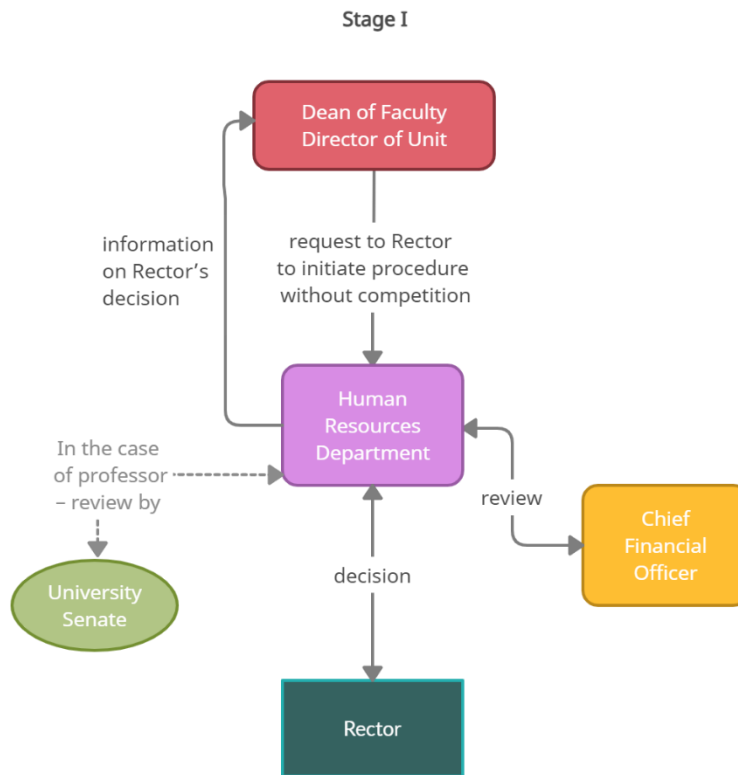 Stage I
Dean of Faculty
Director of Unit
information
on Rector's
decision
request to Rector
to initiate procedure
without competition
Human
Resources
Department
In the case
of professor
– review by
review
Chief
Financial
Officer
University
Senate
decision
Rector